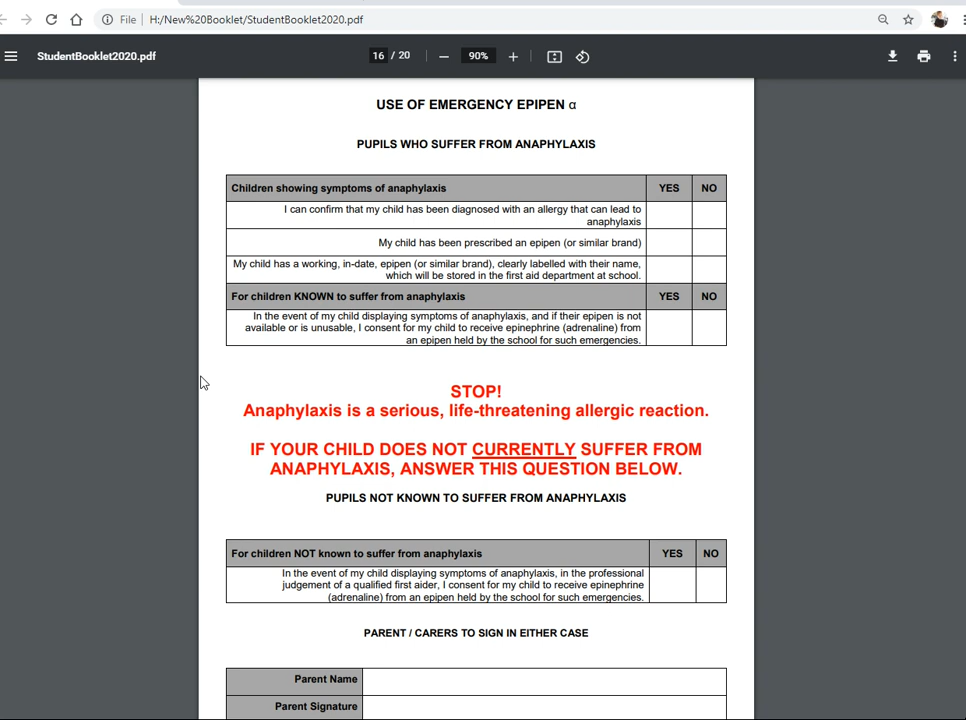 File | H:/New%20Booklet/StudentBooklet2020.pdf
StudentBooklet2020.pdf
16 / 20
90%
USE OF EMERGENCY EPIPEN α
PUPILS WHO SUFFER FROM ANAPHYLAXIS
Children showing symptoms of anaphylaxis YES NO
I can confirm that my child has been diagnosed with an allergy that can lead to
anaphylaxis
My child has been prescribed an epipen (or similar brand)
My child has a working, in-date, epipen (or similar brand), clearly labelled with their name,
which will be stored in the first aid department at school.
For children KNOWN to suffer from anaphylaxis YES NO
In the event of my child displaying symptoms of anaphylaxis, and if their epipen is not
available or is unusable, I consent for my child to receive epinephrine (adrenaline) from
an epipen held by the school for such emergencies.
STOP!
Anaphylaxis is a serious, life-threatening allergic reaction.
IF YOUR CHILD DOES NOT CURRENTLY SUFFER FROM
ANAPHYLAXIS, ANSWER THIS QUESTION BELOW.
PUPILS NOT KNOWN TO SUFFER FROM ANAPHYLAXIS
For children NOT known to suffer from anaphylaxis YES NO
In the event of my child displaying symptoms of anaphylaxis, in the professional
judgement of a qualified first aider, I consent for my child to receive epinephrine
(adrenaline) from an epipen held by the school for such emergencies.
PARENT / CARERS TO SIGN IN EITHER CASE
Parent Name
Parent Signature